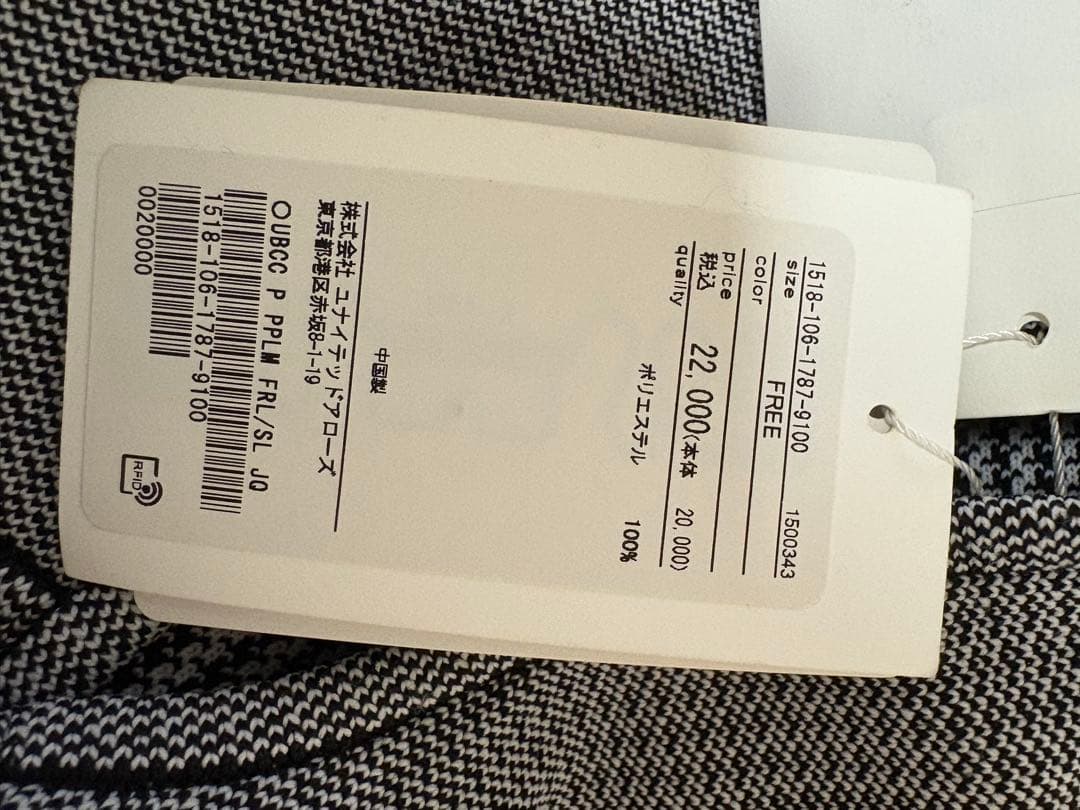 1518-106-1787-9100
1500343
size FREE
color
price
税込 22,000(本体 20,000)
quality
ポリエステル 100%
中国製
株式会社 ユナイテッドアローズ
東京都港区赤坂8-1-19
OUBCC P PPLM FRL/SL JQ
1518-106-1787-9100
0020000
RFID